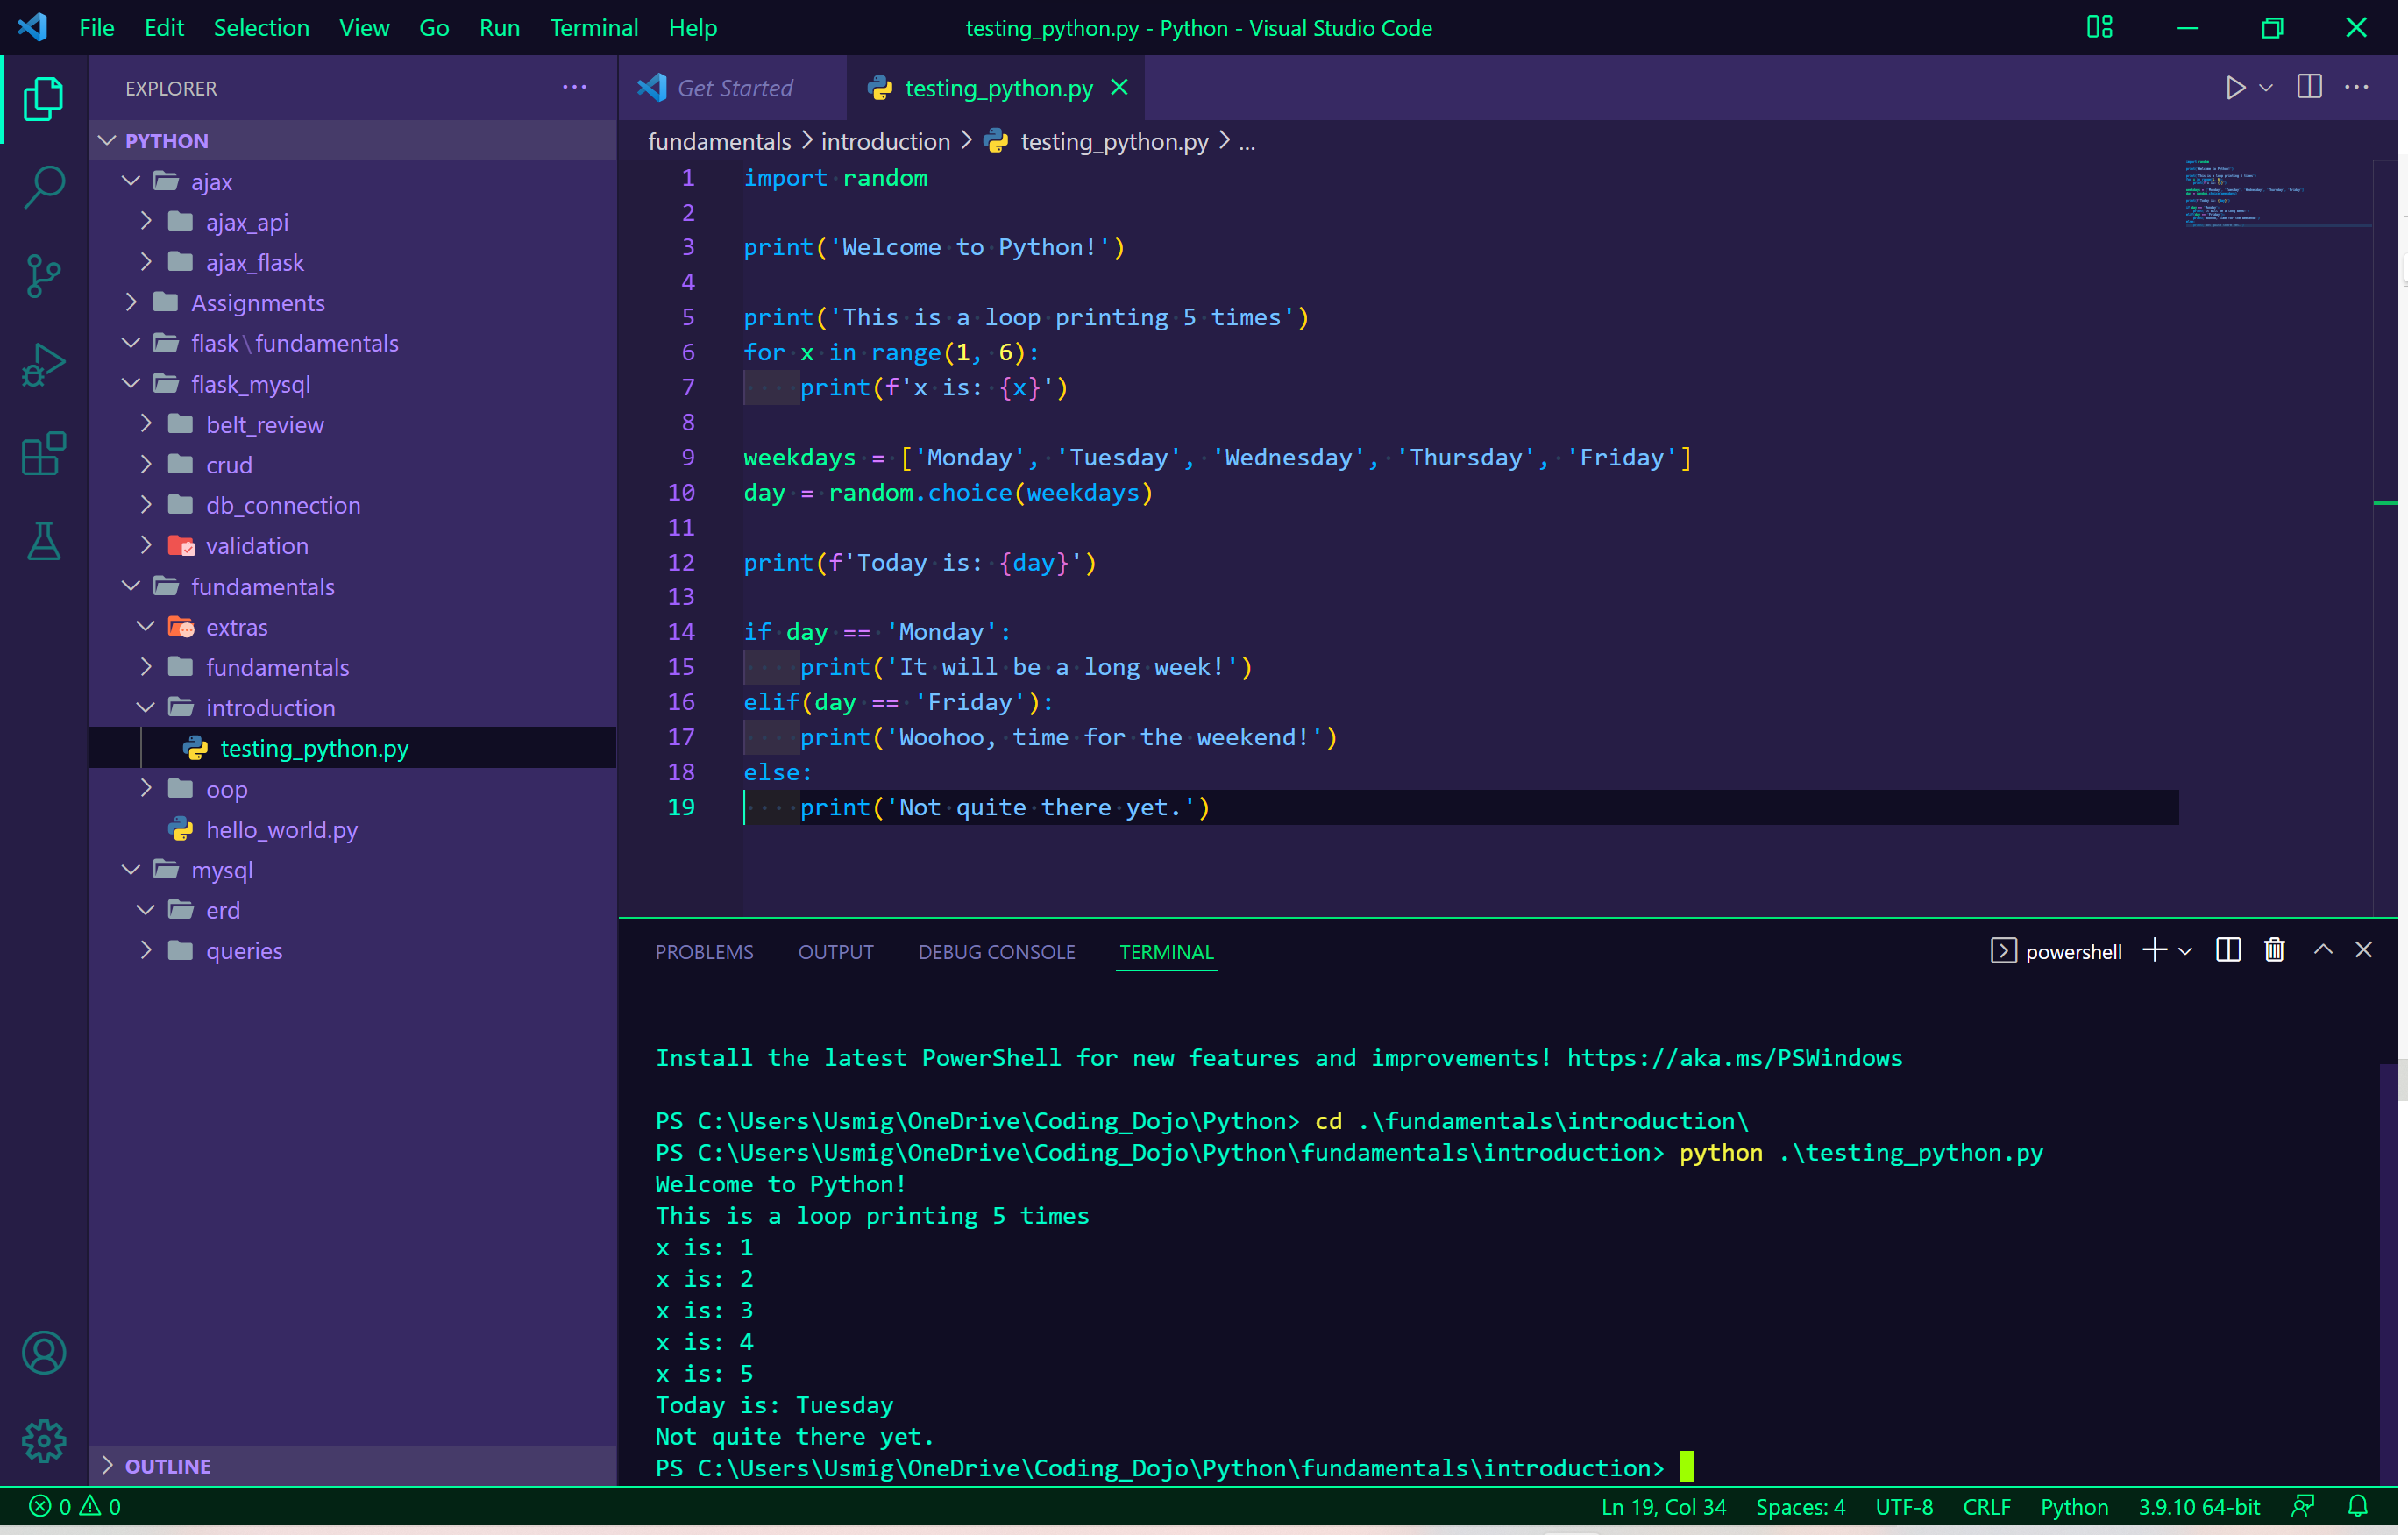 File Edit Selection View Go Run Terminal Help testing_python.py - Python - Visual Studio Code
EXPLORER
PYTHON
ajax
ajax_api
ajax_flask
Assignments
flask\fundamentals
flask_mysql
belt_review
crud
db_connection
validation
fundamentals
extras
fundamentals
introduction
testing_python.py
oop
hello_world.py
mysql
erd
queries
OUTLINE
Get Started testing_python.py
fundamentals > introduction > testing_python.py > ...
1 import random
2
3 print('Welcome to Python!')
4
5 print('This is a loop printing 5 times')
6 for x in range(1, 6):
7     print(f'x is: {x}')
8
9 weekdays = ['Monday', 'Tuesday', 'Wednesday', 'Thursday', 'Friday']
10 day = random.choice(weekdays)
11
12 print(f'Today is: {day}')
13
14 if day == 'Monday':
15     print('It will be a long week!')
16 elif(day == 'Friday'):
17     print('Woohoo, time for the weekend!')
18 else:
19     print('Not quite there yet.')
PROBLEMS OUTPUT DEBUG CONSOLE TERMINAL powershell
Install the latest PowerShell for new features and improvements! https://aka.ms/PSWindows
PS C:\Users\Usmig\OneDrive\Coding_Dojo\Python> cd .\fundamentals\introduction\
PS C:\Users\Usmig\OneDrive\Coding_Dojo\Python\fundamentals\introduction> python .\testing_python.py
Welcome to Python!
This is a loop printing 5 times
x is: 1
x is: 2
x is: 3
x is: 4
x is: 5
Today is: Tuesday
Not quite there yet.
PS C:\Users\Usmig\OneDrive\Coding_Dojo\Python\fundamentals\introduction>
0 0 Ln 19, Col 34 Spaces: 4 UTF-8 CRLF Python 3.9.10 64-bit